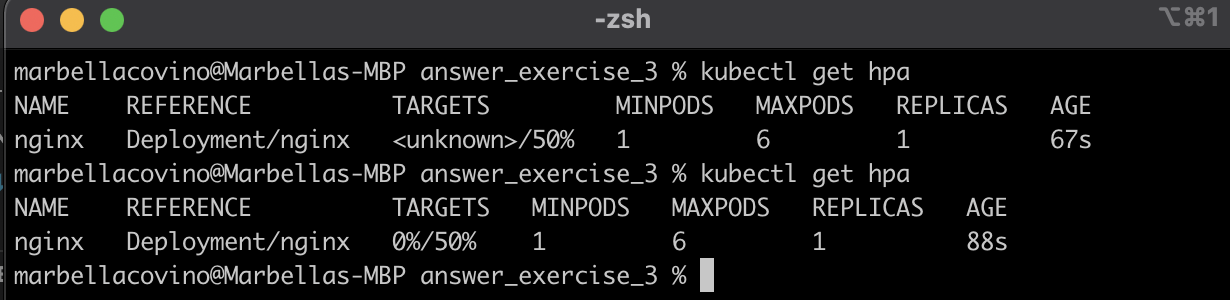 -zsh
⌥⌘1
marbellacovino@Marbellas-MBP answer_exercise_3 % kubectl get hpa
NAME    REFERENCE          TARGETS         MINPODS   MAXPODS   REPLICAS   AGE
nginx   Deployment/nginx   <unknown>/50%   1         6         1          67s
marbellacovino@Marbellas-MBP answer_exercise_3 % kubectl get hpa
NAME    REFERENCE          TARGETS   MINPODS   MAXPODS   REPLICAS   AGE
nginx   Deployment/nginx   0%/50%    1         6         1          88s
marbellacovino@Marbellas-MBP answer_exercise_3 %